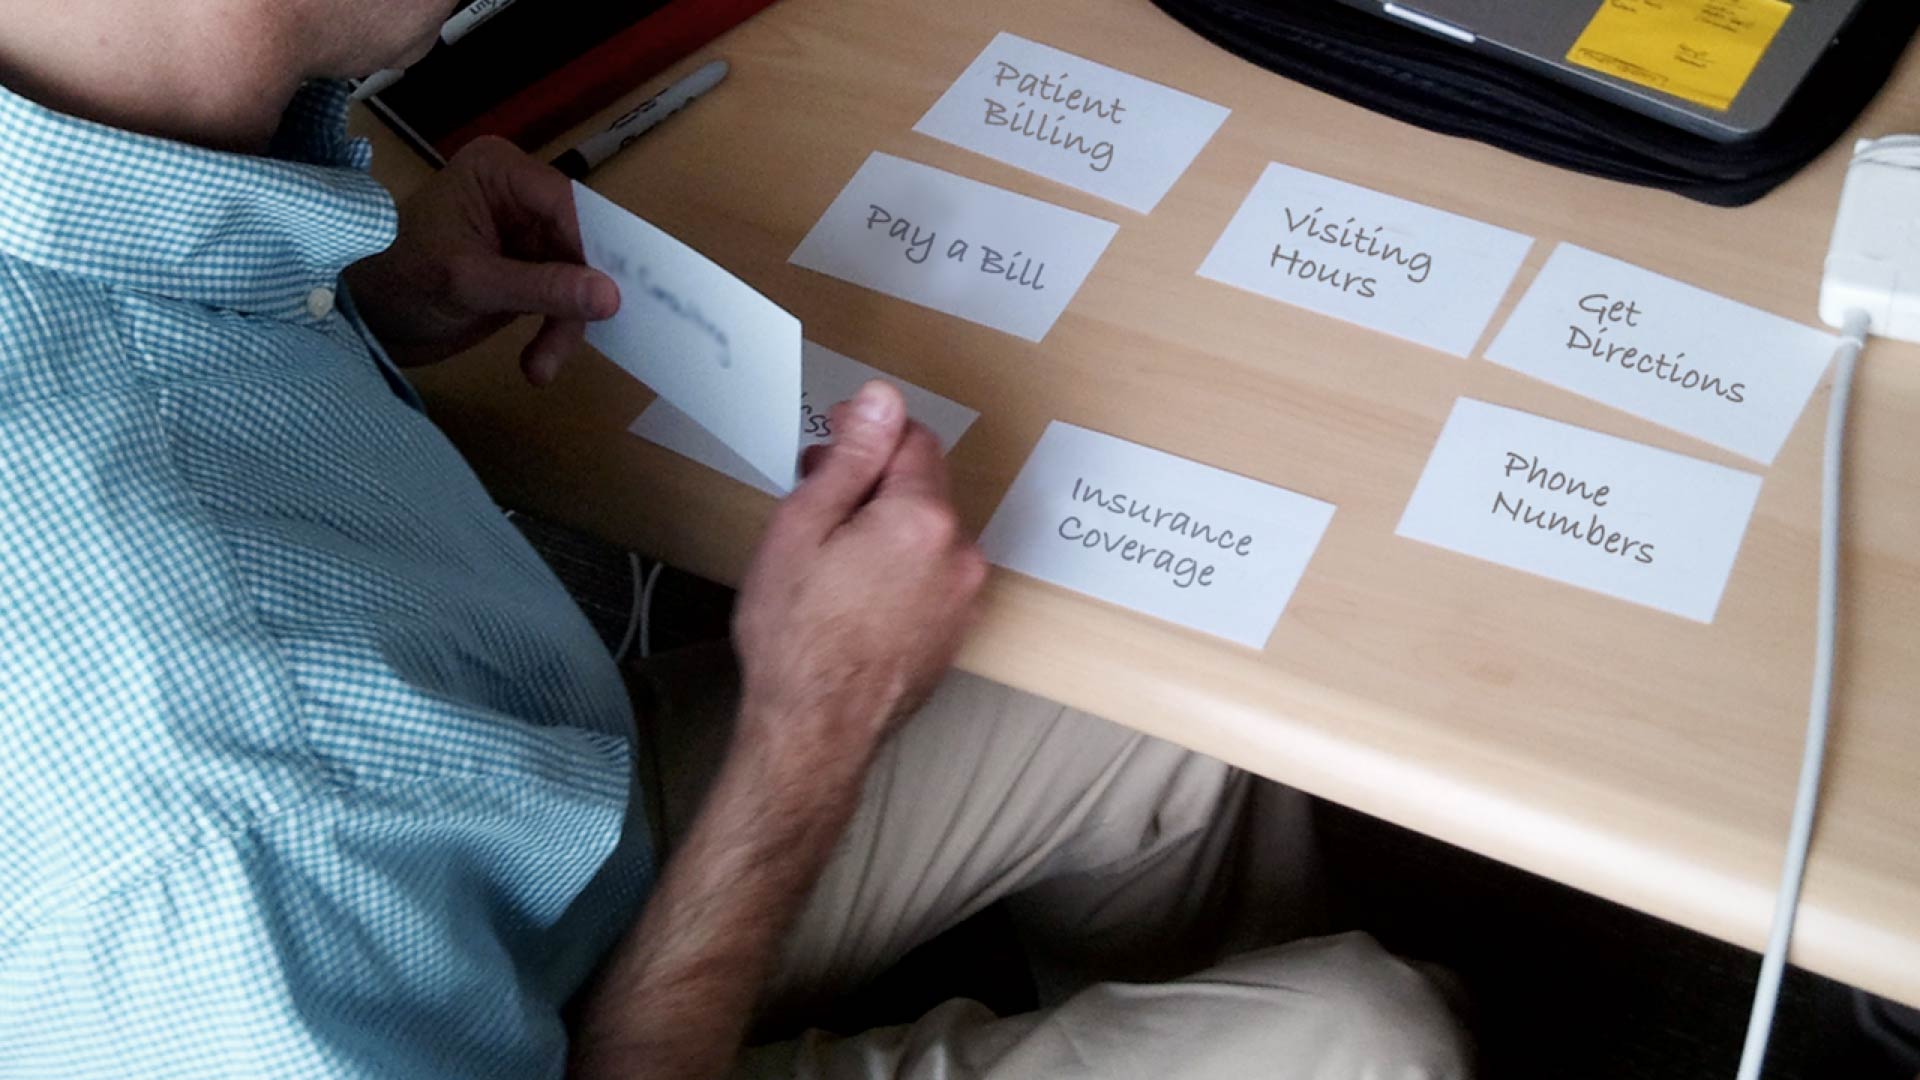 Patient
Billing
Pay a Bill
Visiting
Hours
Get
Directions
Insurance
Coverage
Phone
Numbers